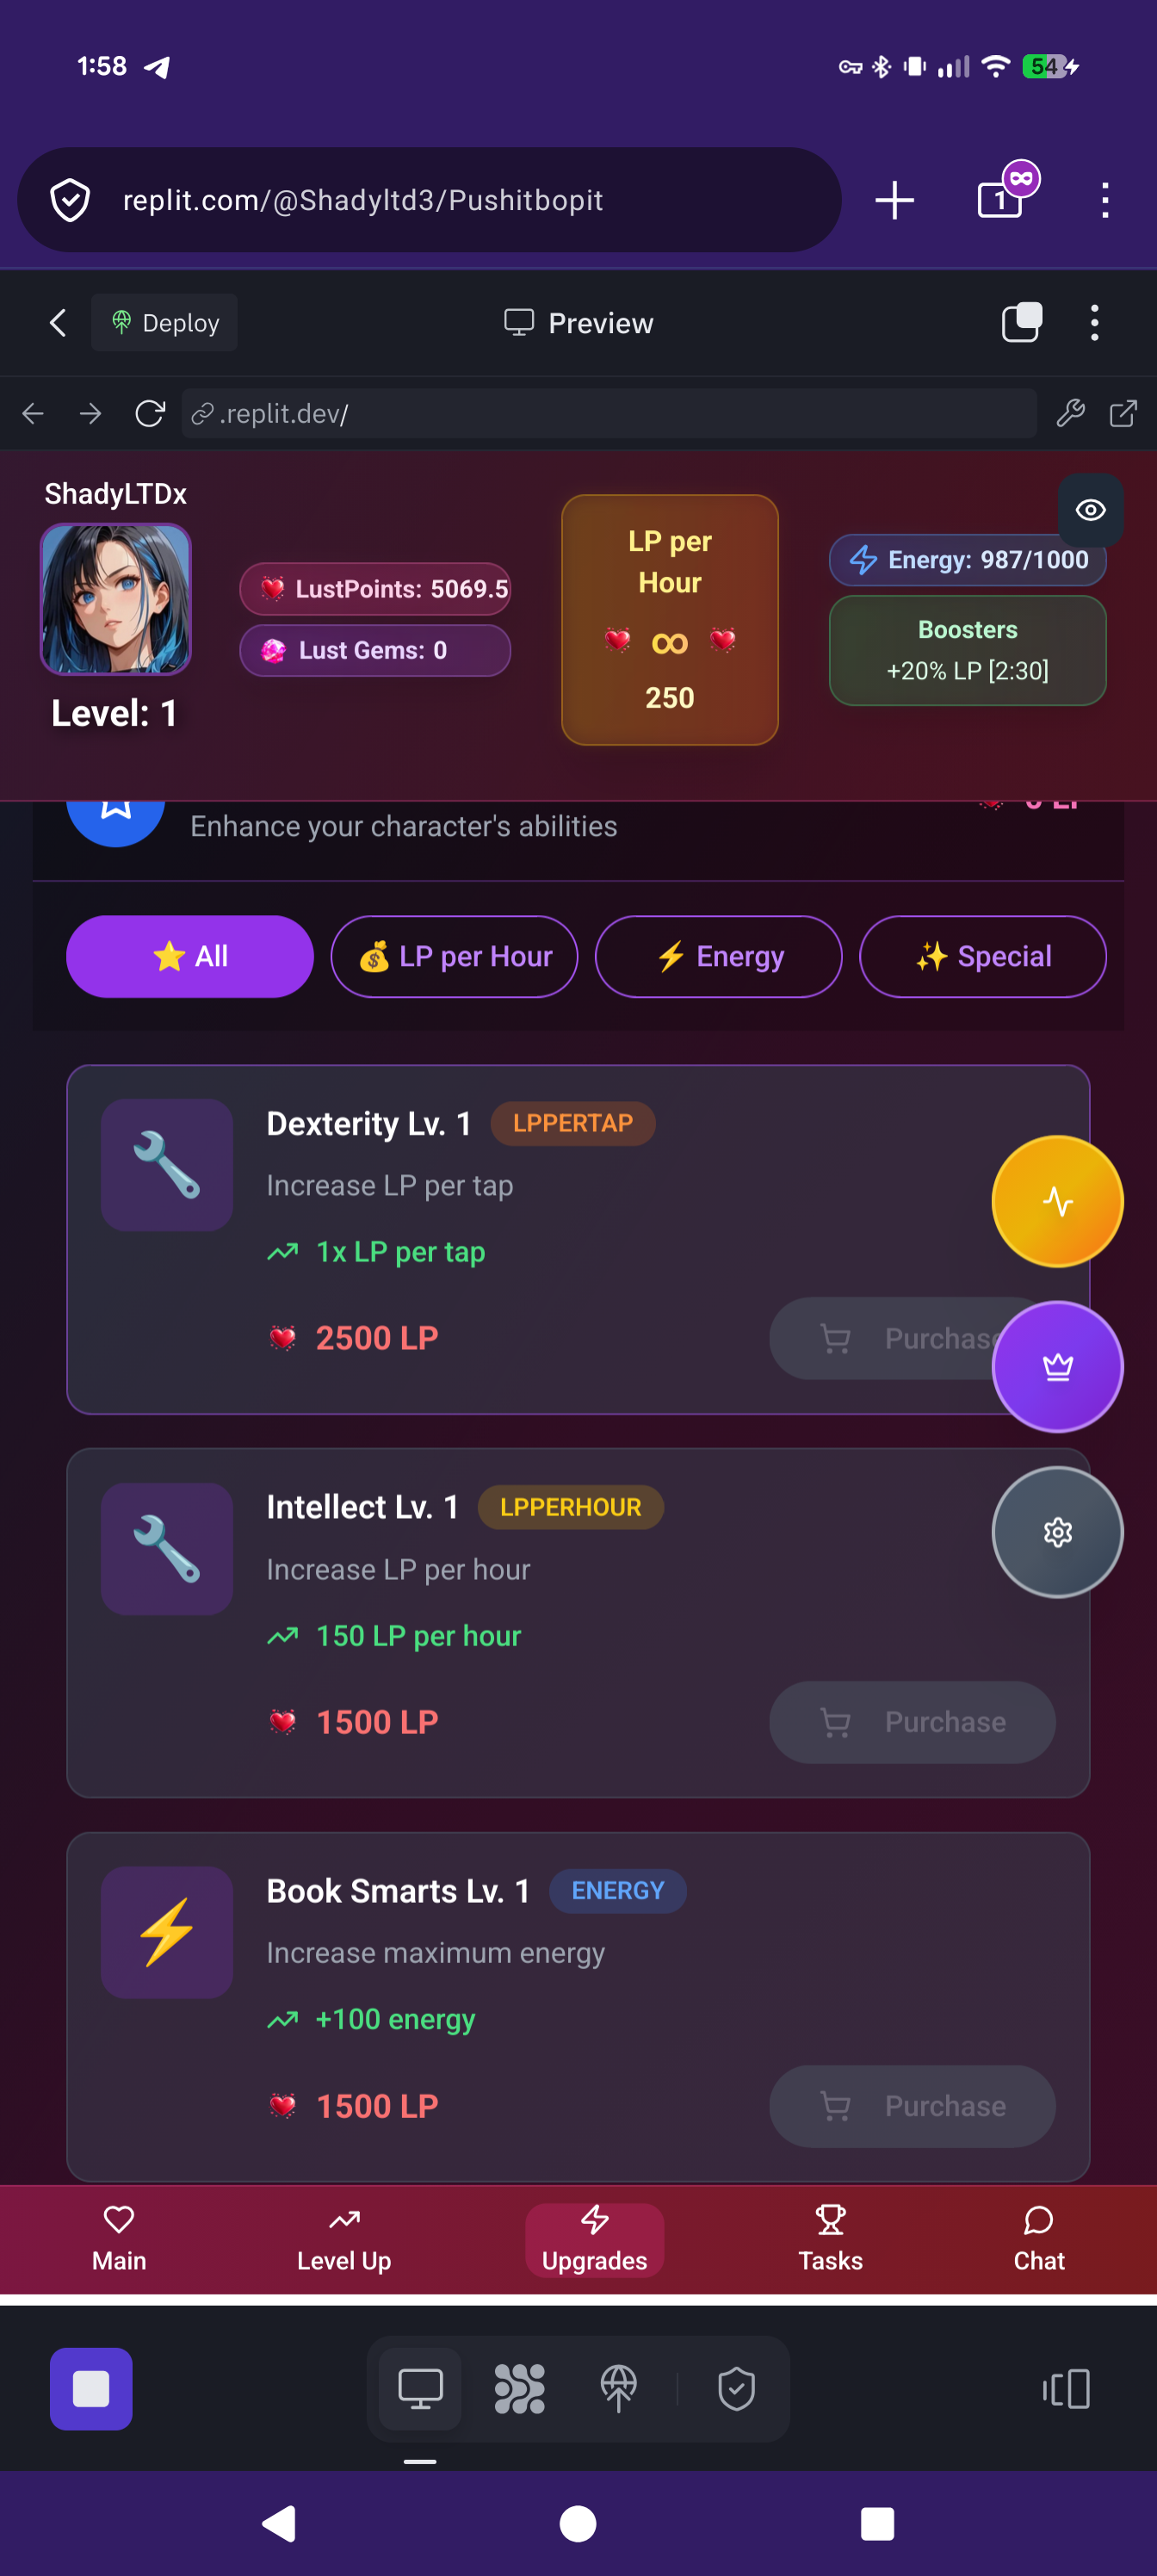 1:58
54
replit.com/@Shadyltd3/Pushitbopit
1
Deploy
Preview
.replit.dev/
ShadyLTDx
Level: 1
LustPoints: 5069.5
Lust Gems: 0
LP per
Hour
∞
250
Energy: 987/1000
Boosters
+20% LP [2:30]
Enhance your character's abilities
All
LP per Hour
Energy
Special
Dexterity Lv. 1
LPPERTAP
Increase LP per tap
1x LP per tap
2500 LP
Purchase
Intellect Lv. 1
LPPERHOUR
Increase LP per hour
150 LP per hour
1500 LP
Purchase
Book Smarts Lv. 1
ENERGY
Increase maximum energy
+100 energy
1500 LP
Purchase
Main
Level Up
Upgrades
Tasks
Chat